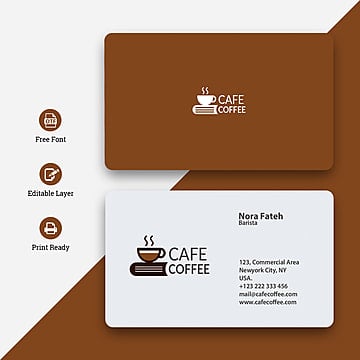 CAFE
COFFEE
OTF
Free Font
Editable Layer
Print Ready
Nora Fateh
Barista
CAFE
COFFEE
123, Commercial Area
Newyork City, NY
USA.
+123 222 333 456
mail@cafecoffee.com
www.cafecoffee.com